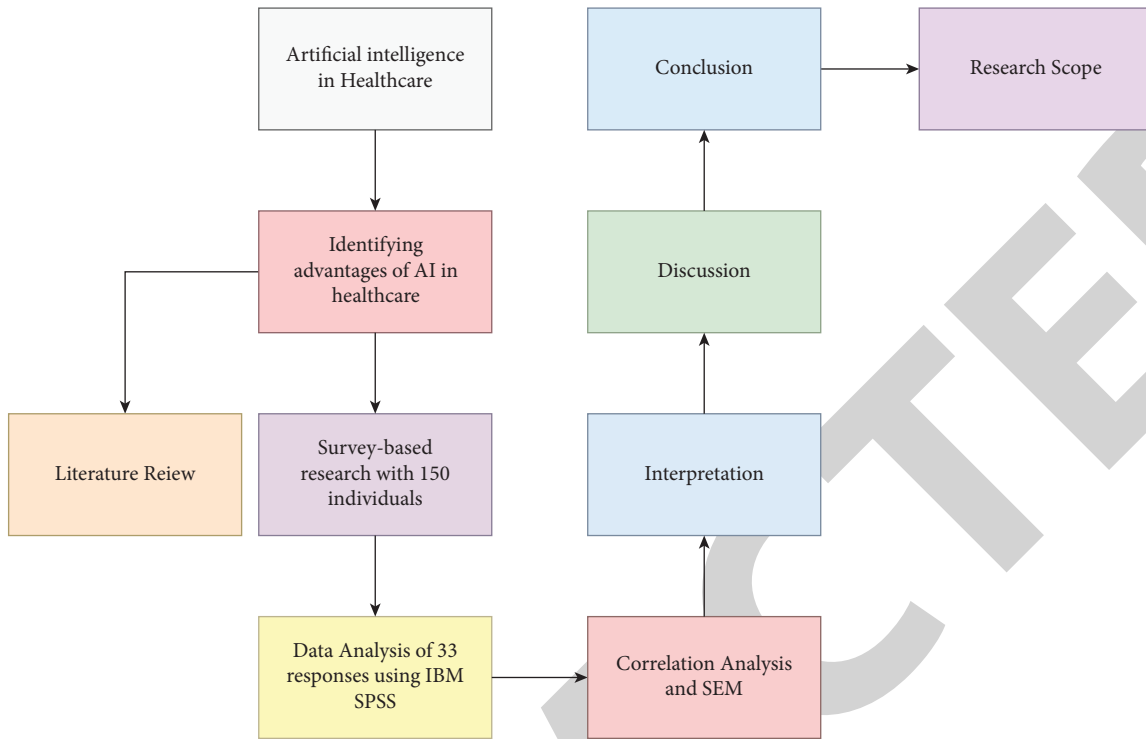 Artificial intelligence
in Healthcare
Identifying
advantages of AI in
healthcare
Literature Reiew
Survey-based
research with 150
individuals
Data Analysis of 33
responses using IBM
SPSS
Correlation Analysis
and SEM
Interpretation
Discussion
Conclusion
Research Scope
CTE